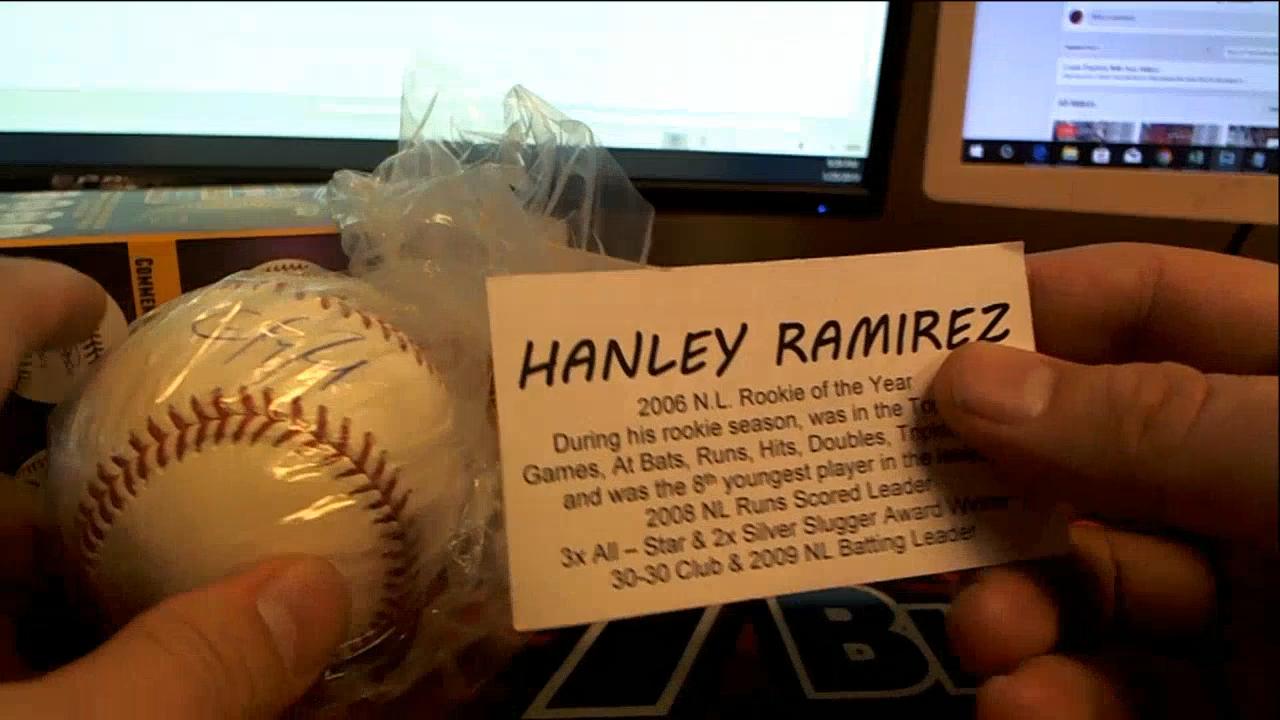 COMME
HANLEY RAMIREZ
2006 N.L. Rookie of the Year
During his rookie season, was in the
Games, At Bats, Runs, Hits, Doubles,
and was the 8th youngest player in the
2008 NL Runs Scored Leader
3x All – Star & 2x Silver Slugger Award Winner
30-30 Club & 2009 NL Batting Leader